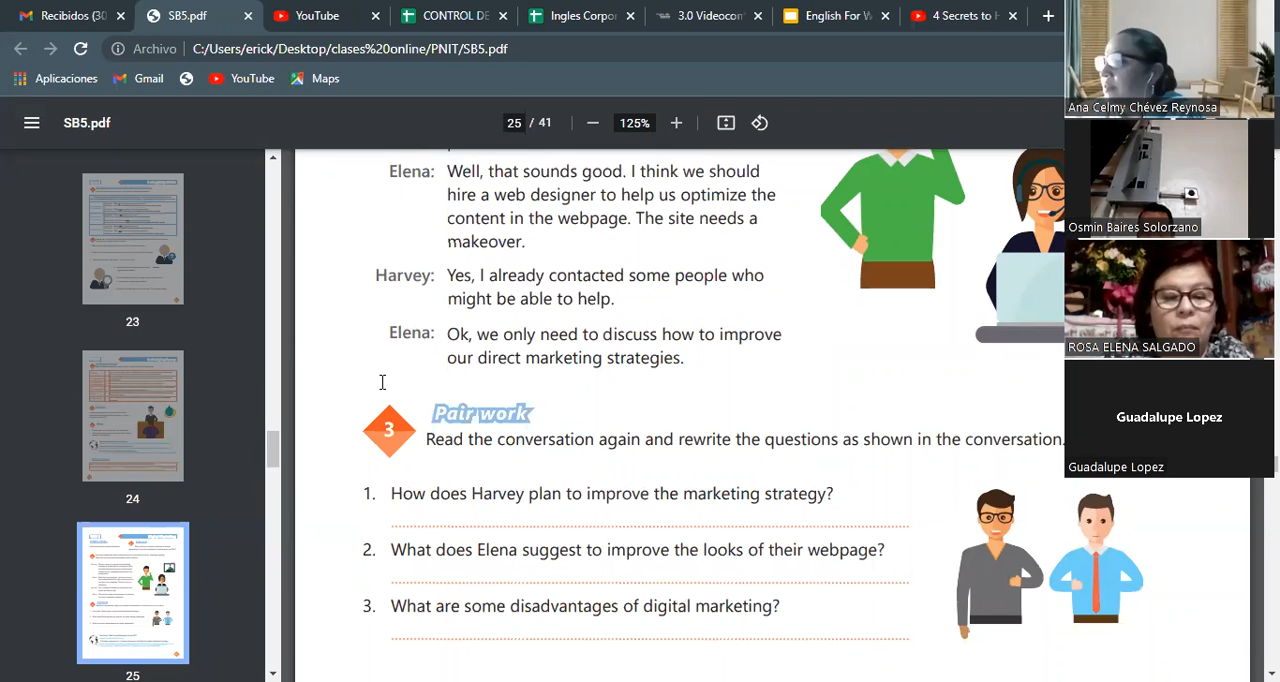 Recibidos (30
SB5.pdf
YouTube
CONTROL DE
Ingles Corpor
3.0 Videocon
English For W
4 Secrets to H
Archivo
C:/Users/erick/Desktop/clases%20online/PNIT/SB5.pdf
Aplicaciones
Gmail
YouTube
Maps
SB5.pdf
25 / 41
125%
23
24
25
Elena: Well, that sounds good. I think we should
hire a web designer to help us optimize the
content in the webpage. The site needs a
makeover.
Harvey: Yes, I already contacted some people who
might be able to help.
Elena: Ok, we only need to discuss how to improve
our direct marketing strategies.
3
Pair work
Read the conversation again and rewrite the questions as shown in the conversation.
1. How does Harvey plan to improve the marketing strategy?
2. What does Elena suggest to improve the looks of their webpage?
3. What are some disadvantages of digital marketing?
Ana Celmy Chévez Reynosa
Osmin Baires Solorzano
ROSA ELENA SALGADO
Guadalupe Lopez
Guadalupe Lopez